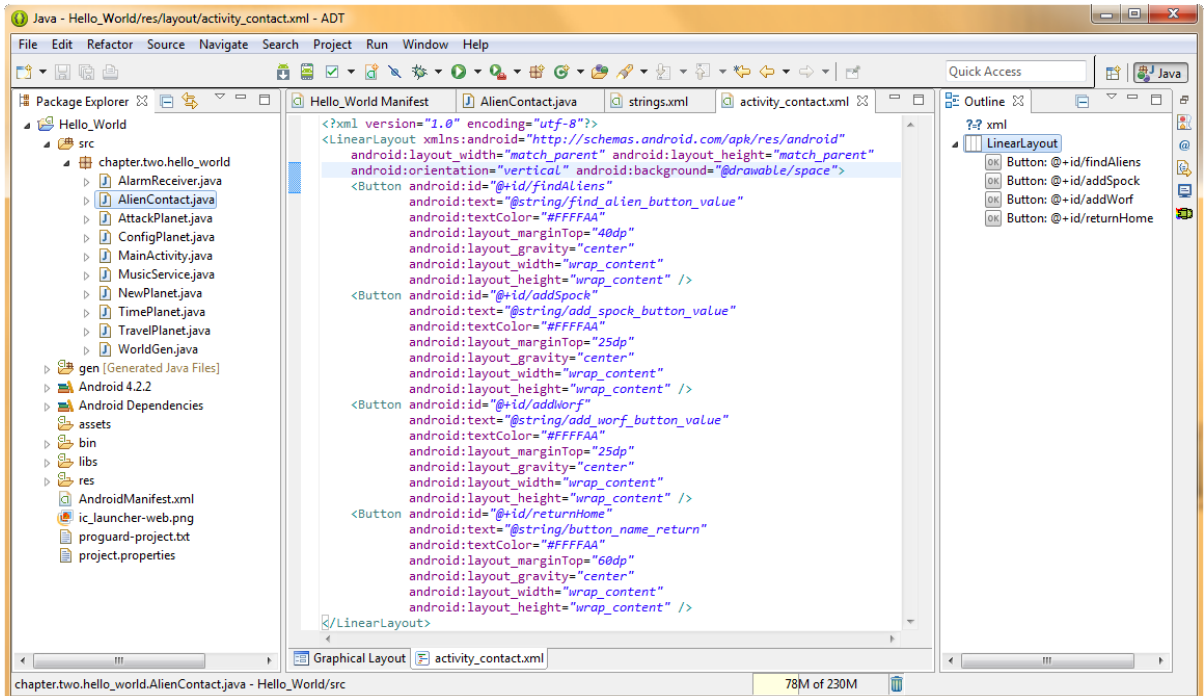 Java - Hello_World/res/layout/activity_contact.xml - ADT
File Edit Refactor Source Navigate Search Project Run Window Help
Quick Access
Java
Package Explorer
Hello_World
src
chapter.two.hello_world
AlarmReceiver.java
AlienContact.java
AttackPlanet.java
ConfigPlanet.java
MainActivity.java
MusicService.java
NewPlanet.java
TimePlanet.java
TravelPlanet.java
WorldGen.java
gen [Generated Java Files]
Android 4.2.2
Android Dependencies
assets
bin
libs
res
AndroidManifest.xml
ic_launcher-web.png
proguard-project.txt
project.properties
Hello_World Manifest
AlienContact.java
strings.xml
activity_contact.xml
<?xml version="1.0" encoding="utf-8"?>
<LinearLayout xmlns:android="http://schemas.android.com/apk/res/android"
android:layout_width="match_parent" android:layout_height="match_parent"
android:orientation="vertical" android:background="@drawable/space">
<Button android:id="@+id/findAliens"
android:text="@string/find_alien_button_value"
android:textColor="#FFFFAA"
android:layout_marginTop="40dp"
android:layout_gravity="center"
android:layout_width="wrap_content"
android:layout_height="wrap_content" />
<Button android:id="@+id/addSpock"
android:text="@string/add_spock_button_value"
android:textColor="#FFFFAA"
android:layout_marginTop="25dp"
android:layout_gravity="center"
android:layout_width="wrap_content"
android:layout_height="wrap_content" />
<Button android:id="@+id/addWorf"
android:text="@string/add_worf_button_value"
android:textColor="#FFFFAA"
android:layout_marginTop="25dp"
android:layout_gravity="center"
android:layout_width="wrap_content"
android:layout_height="wrap_content" />
<Button android:id="@+id/returnHome"
android:text="@string/button_name_return"
android:textColor="#FFFFAA"
android:layout_marginTop="60dp"
android:layout_gravity="center"
android:layout_width="wrap_content"
android:layout_height="wrap_content" />
</LinearLayout>
Graphical Layout
activity_contact.xml
Outline
?=? xml
LinearLayout
OK Button: @+id/findAliens
OK Button: @+id/addSpock
OK Button: @+id/addWorf
OK Button: @+id/returnHome
chapter.two.hello_world.AlienContact.java - Hello_World/src
78M of 230M